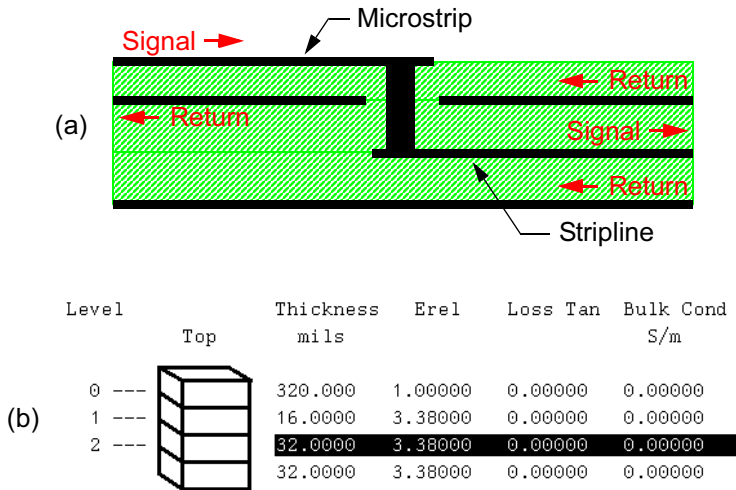 Microstrip
Signal
Return
(a)
Return
Signal
Return
Stripline
Level Thickness Erel Loss Tan Bulk Cond
Top mils S/m
0 --- 320.000 1.00000 0.00000 0.00000
(b)
1 --- 16.0000 3.38000 0.00000 0.00000
2 --- 32.0000 3.38000 0.00000 0.00000
32.0000 3.38000 0.00000 0.00000